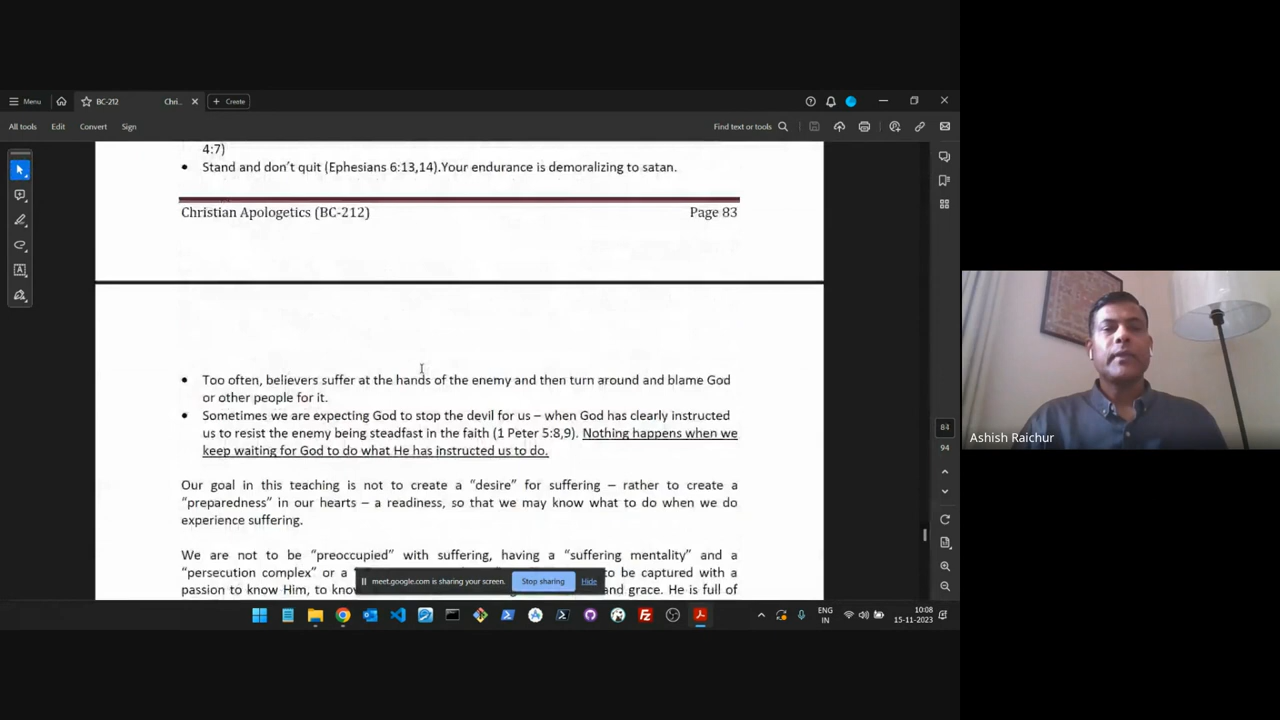 Menu
BC-212
Chri...
Create
All tools
Edit
Convert
Sign
Find text or tools
4:7)
• Stand and don't quit (Ephesians 6:13,14).Your endurance is demoralizing to satan.
Christian Apologetics (BC-212)
Page 83
• Too often, believers suffer at the hands of the enemy and then turn around and blame God
or other people for it.
• Sometimes we are expecting God to stop the devil for us – when God has clearly instructed
us to resist the enemy being steadfast in the faith (1 Peter 5:8,9). Nothing happens when we
keep waiting for God to do what He has instructed us to do.
Our goal in this teaching is not to create a "desire" for suffering – rather to create a
"preparedness" in our hearts – a readiness, so that we may know what to do when we do
experience suffering.
We are not to be "preoccupied" with suffering, having a "suffering mentality" and a
"persecution complex" or a to be captured with a
passion to know Him, to and grace. He is full of
meet.google.com is sharing your screen.
Stop sharing
Hide
84
94
Ashish Raichur
ENG
IN
10:08
15-11-2023